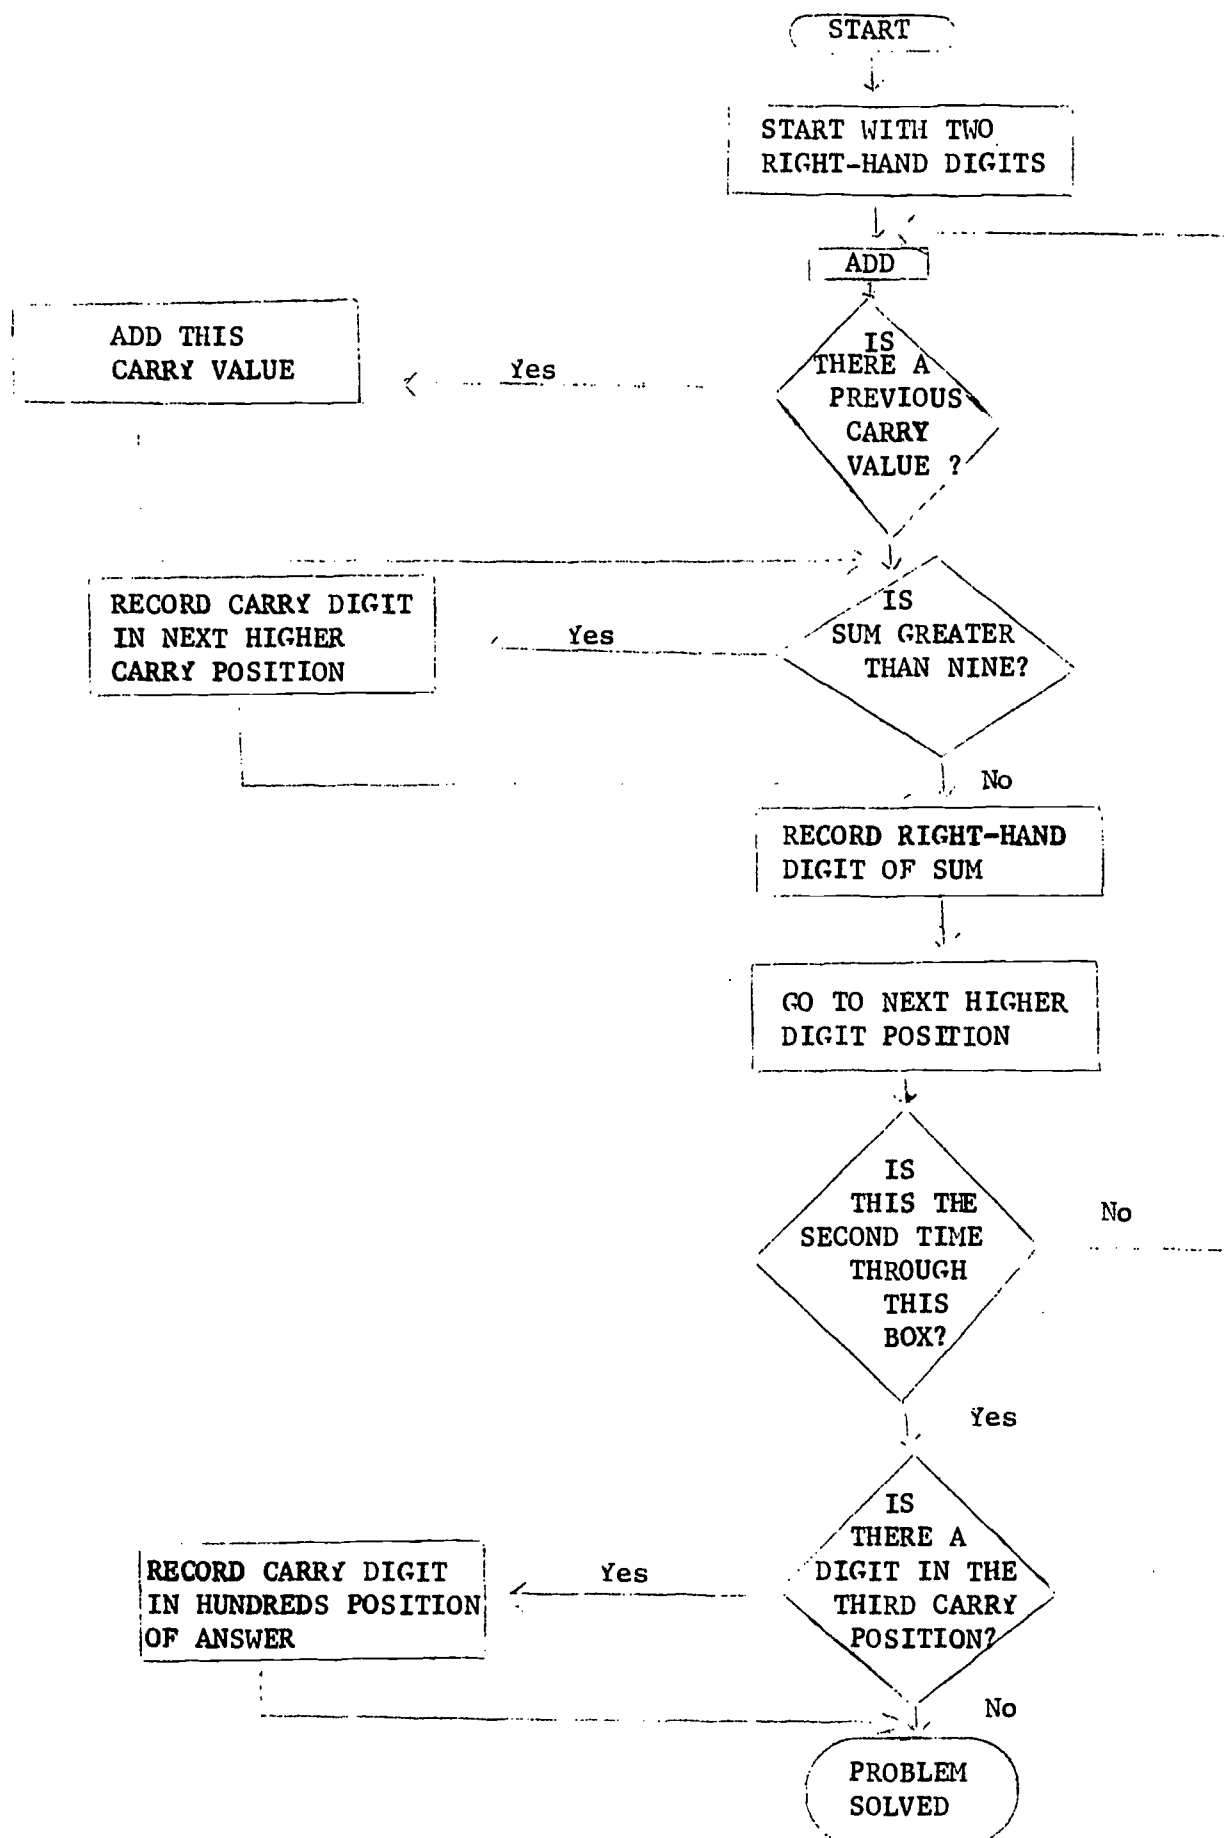 START
START WITH TWO
RIGHT-HAND DIGITS
ADD
IS
THERE A
PREVIOUS
CARRY
VALUE ?
Yes
ADD THIS
CARRY VALUE
IS
SUM GREATER
THAN NINE?
Yes
RECORD CARRY DIGIT
IN NEXT HIGHER
CARRY POSITION
No
RECORD RIGHT-HAND
DIGIT OF SUM
GO TO NEXT HIGHER
DIGIT POSITION
IS
THIS THE
SECOND TIME
THROUGH
THIS
BOX?
No
Yes
IS
THERE A
DIGIT IN THE
THIRD CARRY
POSITION?
Yes
RECORD CARRY DIGIT
IN HUNDREDS POSITION
OF ANSWER
No
PROBLEM
SOLVED